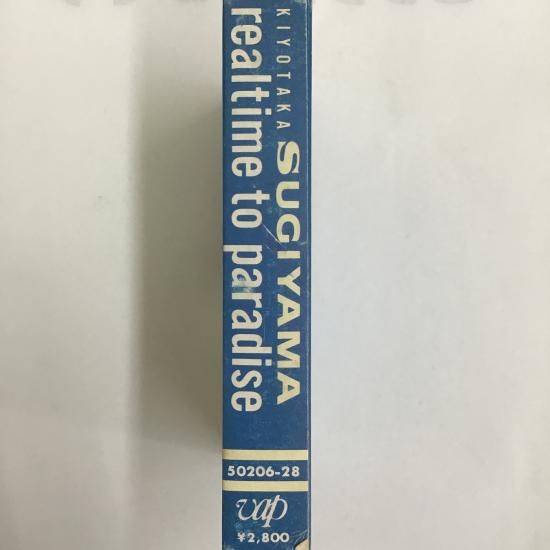 KIYOTAKA SUGIYAMA
realtime to paradise
50206-28
vap
¥2,800